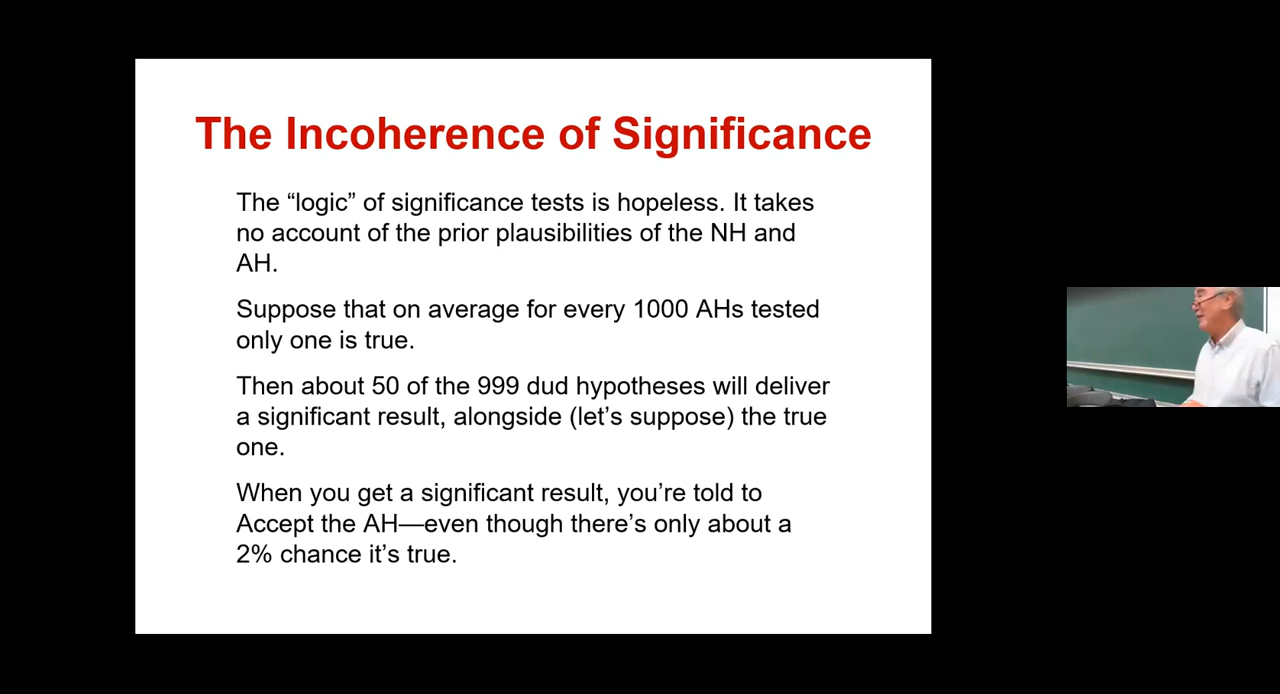 The Incoherence of Significance
The “logic” of significance tests is hopeless. It takes
no account of the prior plausibilities of the NH and
AH.
Suppose that on average for every 1000 AHs tested
only one is true.
Then about 50 of the 999 dud hypotheses will deliver
a significant result, alongside (let’s suppose) the true
one.
When you get a significant result, you’re told to
Accept the AH—even though there’s only about a
2% chance it’s true.